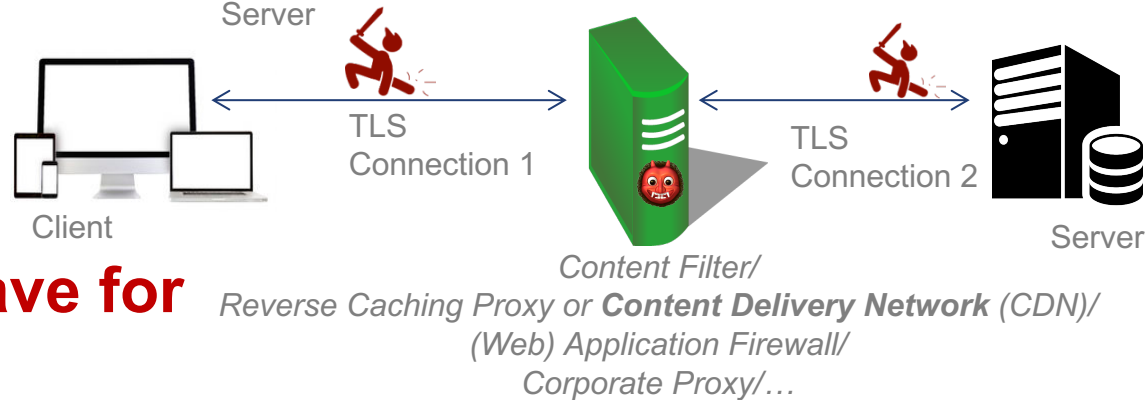 Server
TLS
Connection 1
TLS
Connection 2
Client
Server
ave for
Content Filter/
Reverse Caching Proxy or Content Delivery Network (CDN)/
(Web) Application Firewall/
Corporate Proxy/…